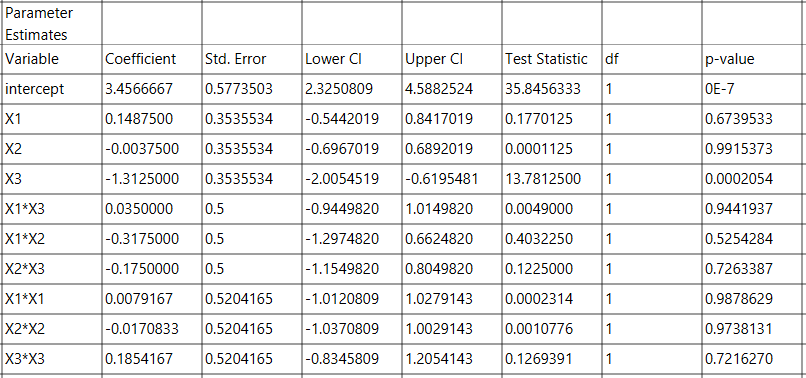 Parameter
Estimates
Variable Coefficient Std. Error Lower CI Upper CI Test Statistic df p-value
intercept 3.4566667 0.5773503 2.3250809 4.5882524 35.8456333 1 0E-7
X1 0.1487500 0.3535534 -0.5442019 0.8417019 0.1770125 1 0.6739533
X2 -0.0037500 0.3535534 -0.6967019 0.6892019 0.0001125 1 0.9915373
X3 -1.3125000 0.3535534 -2.0054519 -0.6195481 13.7812500 1 0.0002054
X1*X3 0.0350000 0.5 -0.9449820 1.0149820 0.0049000 1 0.9441937
X1*X2 -0.3175000 0.5 -1.2974820 0.6624820 0.4032250 1 0.5254284
X2*X3 -0.1750000 0.5 -1.1549820 0.8049820 0.1225000 1 0.7263387
X1*X1 0.0079167 0.5204165 -1.0120809 1.0279143 0.0002314 1 0.9878629
X2*X2 -0.0170833 0.5204165 -1.0370809 1.0029143 0.0010776 1 0.9738131
X3*X3 0.1854167 0.5204165 -0.8345809 1.2054143 0.1269391 1 0.7216270